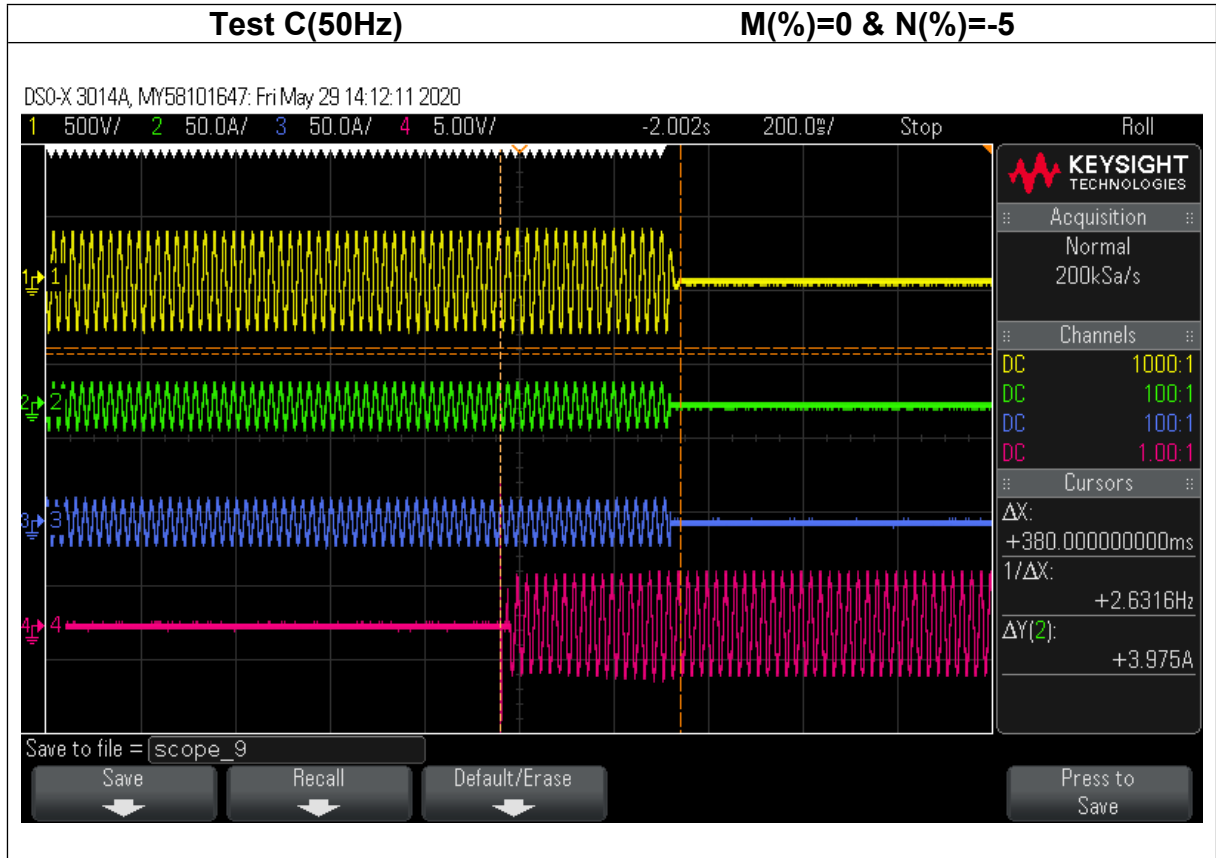 Test C(50Hz) M(%)=0 & N(%)=-5
DSO-X 3014A, MY58101647: Fri May 29 14:12:11 2020
1 500V/ 2 50.0A/ 3 50.0A/ 4 5.00V/ -2.002s 200.0ms/ Stop Roll
KEYSIGHT
TECHNOLOGIES
Acquisition
Normal
200kSa/s
Channels
DC 1000:1
DC 100:1
DC 100:1
DC 1.00:1
Cursors
ΔX:
+380.000000000ms
1/ΔX:
+2.6316Hz
ΔY(2):
+3.975A
1 1
2 2
3 3
4 4
Save to file = scope_9
Save Recall Default/Erase Press to
Save